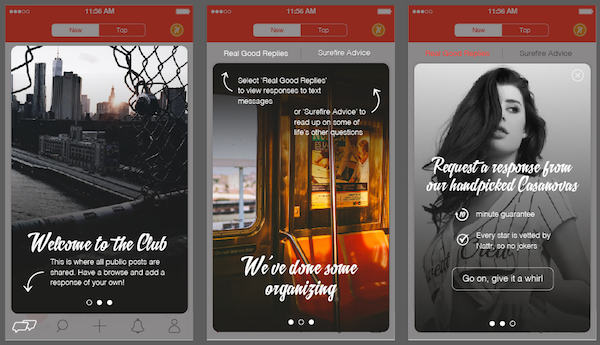 11:56 AM
New
Top
Welcome to the Club
This is where all public posts are
shared. Have a browse and add a
response of your own!
11:56 AM
New
Top
Real Good Replies
Surefire Advice
Select 'Real Good Replies'
to view responses to text
messages
or 'Surefire Advice' to
read up on some of
life's other questions
We've done some
organizing
11:56 AM
New
Top
Real Good Replies
Surefire Advice
Request a response from
our handpicked Casanovas
minute guarantee
Every star is vetted by
Nattr, so no jokers
Go on, give it a whirl